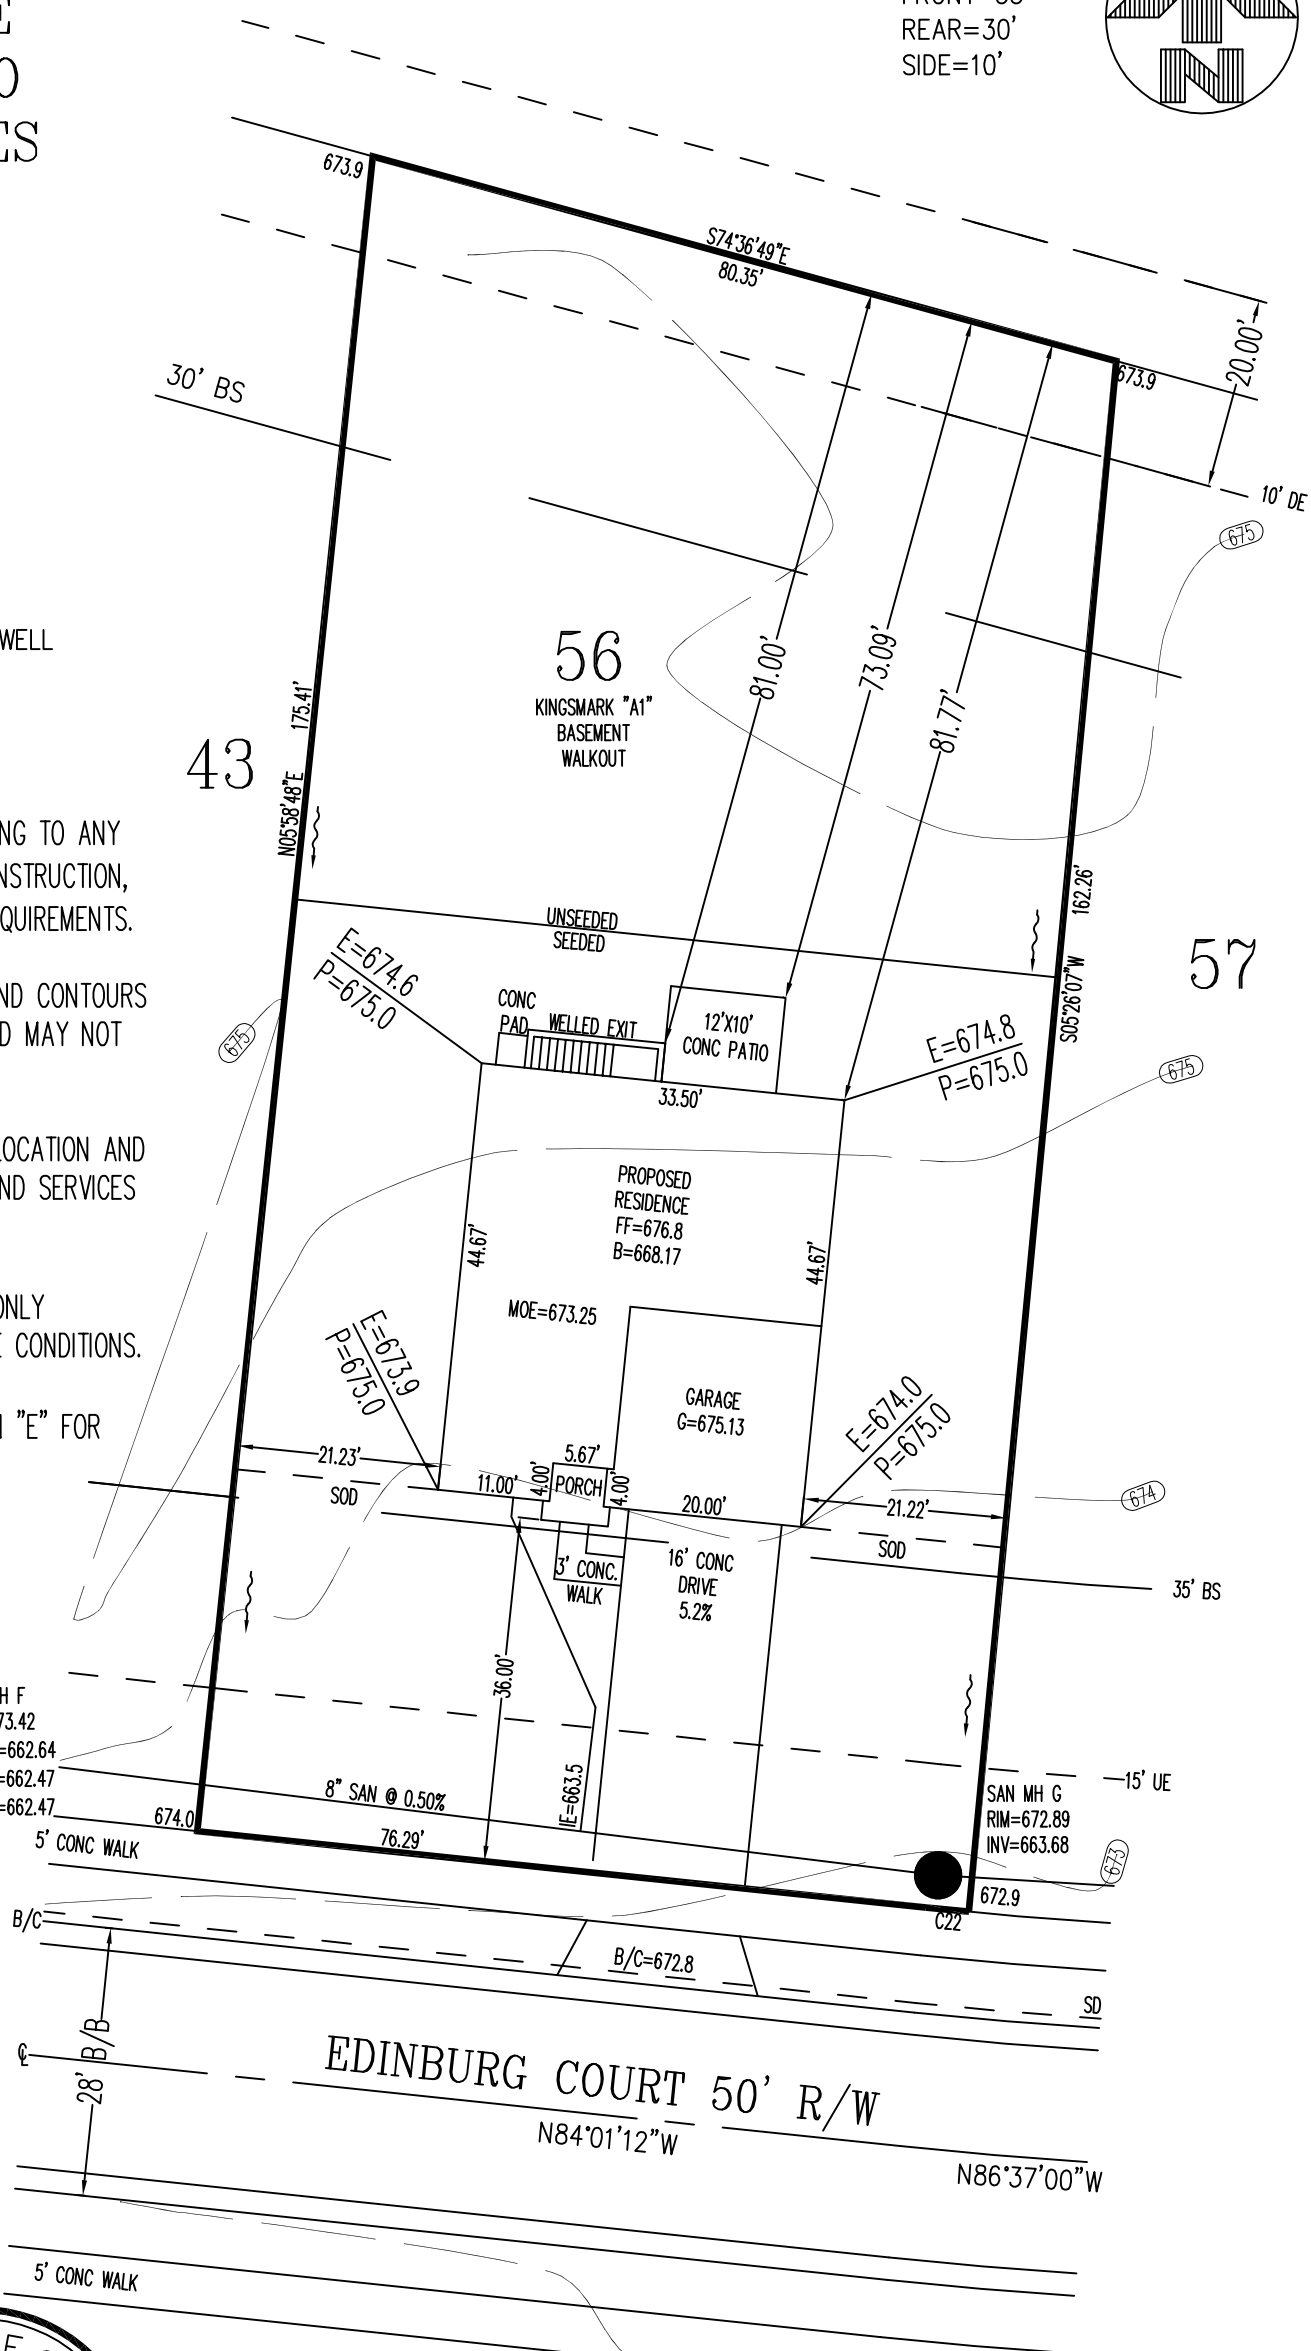 REAR=30'
SIDE=10'
673.9
S74°36'49"E
80.35'
20.00'
673.9
30' BS
10' DE
675
WELL
56
KINGSMARK "A1"
BASEMENT
WALKOUT
81.00'
73.09'
81.77'
175.41'
43
N05°58'48"E
NG TO ANY
NSTRUCTION,
QUIREMENTS.
162.26'
UNSEEDED
SEEDED
57
S05°26'07"W
E=674.6
P=675.0
ND CONTOURS
D MAY NOT
675
CONC
PAD
WELLED EXIT
12'X10'
CONC PATIO
E=674.8
P=675.0
675
33.50'
LOCATION AND
ND SERVICES
PROPOSED
RESIDENCE
FF=676.8
B=668.17
44.67'
44.67'
MOE=673.25
ONLY
E CONDITIONS.
E=673.9
P=675.0
GARAGE
G=675.13
E=674.0
P=675.0
"E" FOR
21.23'
5.67'
11.00'
4.00'
PORCH
4.00'
20.00'
21.22'
674
SOD
SOD
16' CONC
DRIVE
5.2%
3' CONC.
WALK
35' BS
36.00'
MH F
73.42
=662.64
=662.47
=662.47
8" SAN @ 0.50%
IE=663.5
15' UE
SAN MH G
RIM=672.89
INV=663.68
674.0
76.29'
5' CONC WALK
673
672.9
C22
B/C
B/C=672.8
SD
28' B/B
EDINBURG COURT 50' R/W
N84°01'12"W
N86°37'00"W
5' CONC WALK